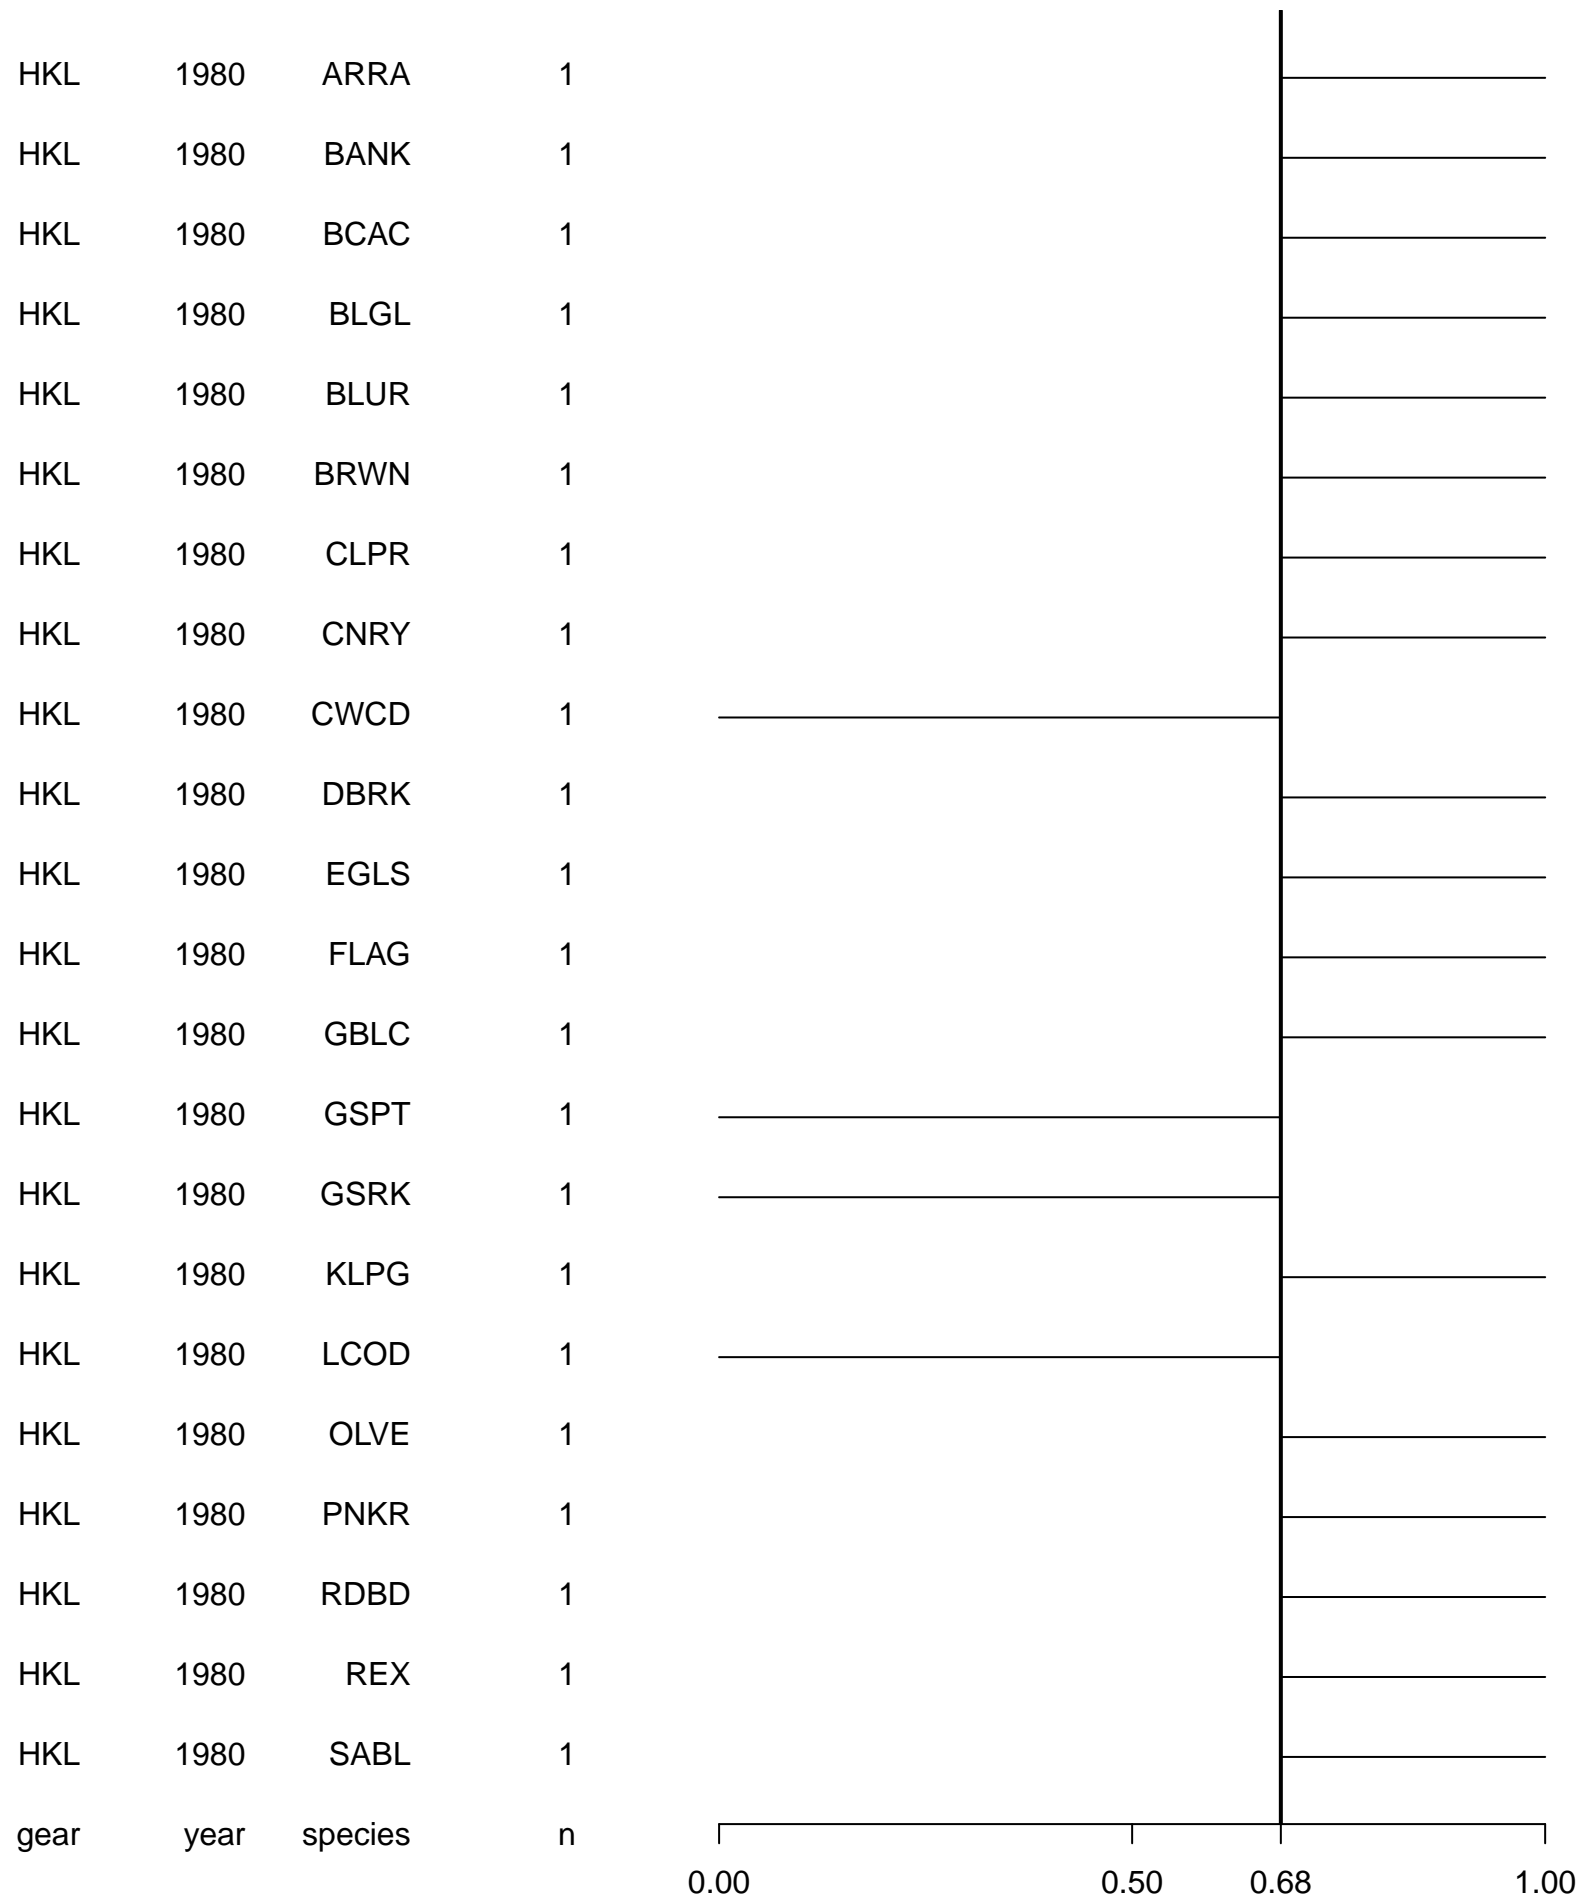 HKL 1980 ARRA 1
HKL 1980 BANK 1
HKL 1980 BCAC 1
HKL 1980 BLGL 1
HKL 1980 BLUR 1
HKL 1980 BRWN 1
HKL 1980 CLPR 1
HKL 1980 CNRY 1
HKL 1980 CWCD 1
HKL 1980 DBRK 1
HKL 1980 EGLS 1
HKL 1980 FLAG 1
HKL 1980 GBLC 1
HKL 1980 GSPT 1
HKL 1980 GSRK 1
HKL 1980 KLPG 1
HKL 1980 LCOD 1
HKL 1980 OLVE 1
HKL 1980 PNKR 1
HKL 1980 RDBD 1
HKL 1980 REX 1
HKL 1980 SABL 1
gear year species n
0.00 0.50 0.68 1.00